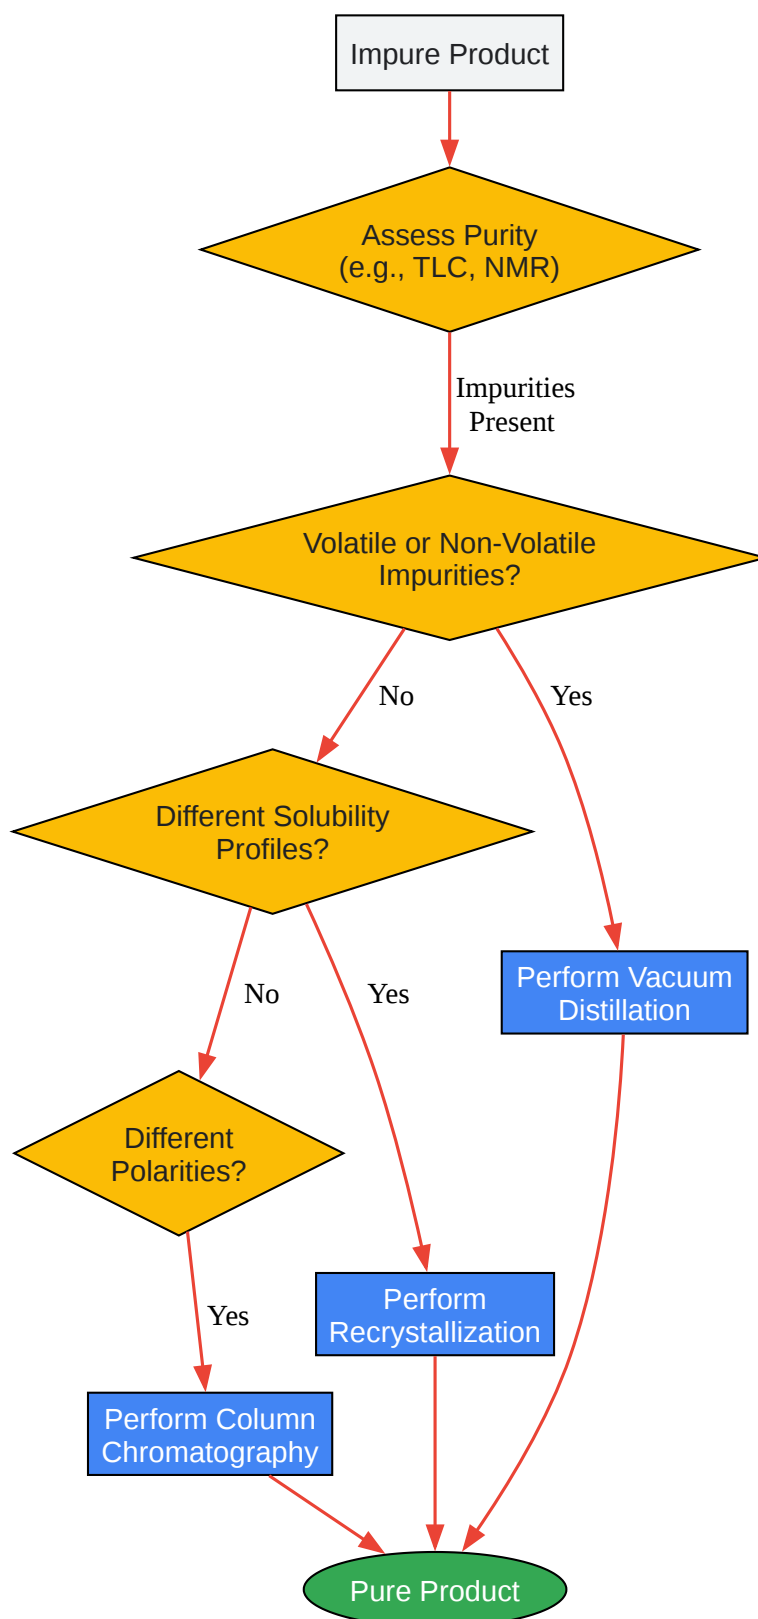 Impure Product
Assess Purity
(e.g., TLC, NMR)
Impurities
Present
Volatile or Non-Volatile
Impurities?
No
Yes
Different Solubility
Profiles?
Perform Vacuum
Distillation
No
Yes
Different
Polarities?
Perform
Recrystallization
Yes
Perform Column
Chromatography
Pure Product